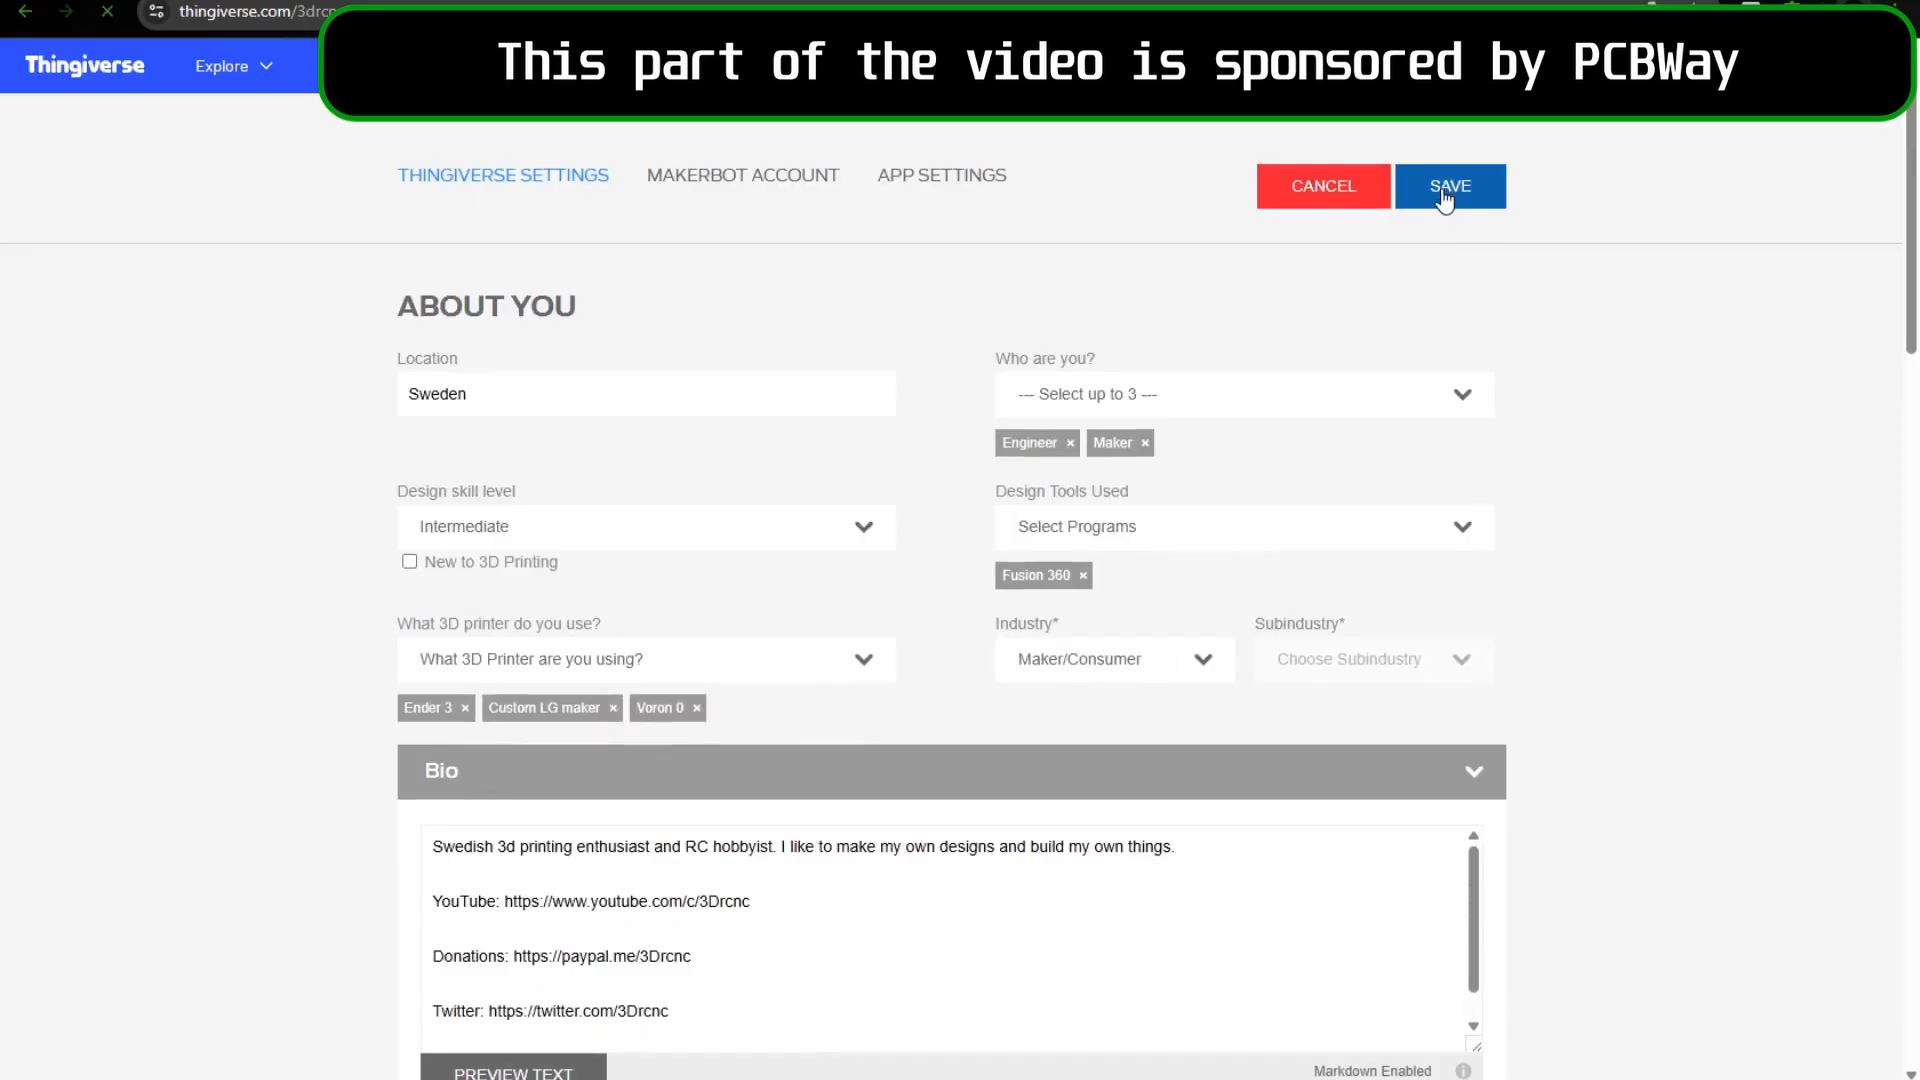 thingiverse.com/3drcn
This part of the video is sponsored by PCBWay
Thingiverse
Explore
THINGIVERSE SETTINGS MAKERBOT ACCOUNT APP SETTINGS
CANCEL SAVE
ABOUT YOU
Location
Who are you?
Sweden
--- Select up to 3 ---
Engineer × Maker ×
Design skill level
Design Tools Used
Intermediate
Select Programs
New to 3D Printing
Fusion 360 ×
What 3D printer do you use?
Industry* Subindustry*
What 3D Printer are you using?
Maker/Consumer Choose Subindustry
Ender 3 × Custom LG maker × Voron 0 ×
Bio
Swedish 3d printing enthusiast and RC hobbyist. I like to make my own designs and build my own things.
YouTube: https://www.youtube.com/c/3Drcnc
Donations: https://paypal.me/3Drcnc
Twitter: https://twitter.com/3Drcnc
PREVIEW TEXT
Markdown Enabled